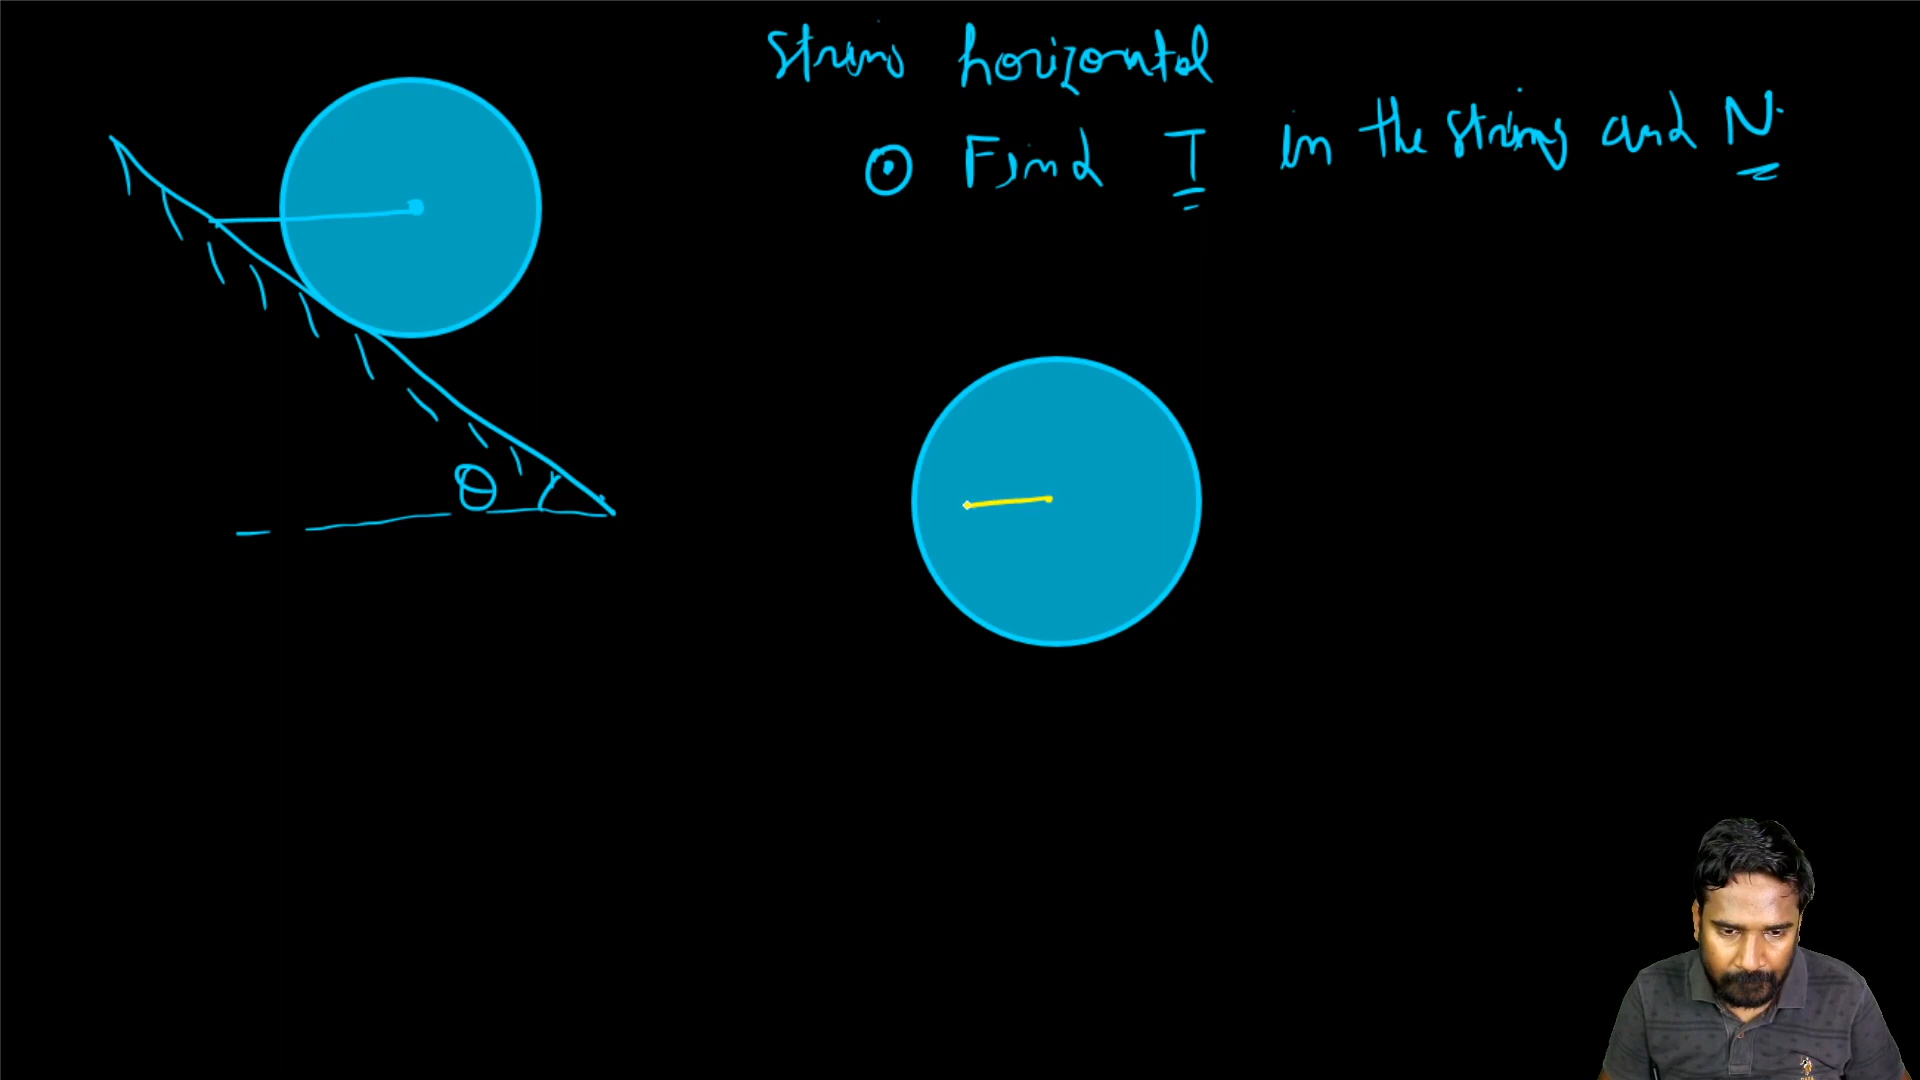 String horizontal
⊙ Find T in the string and N.
θ